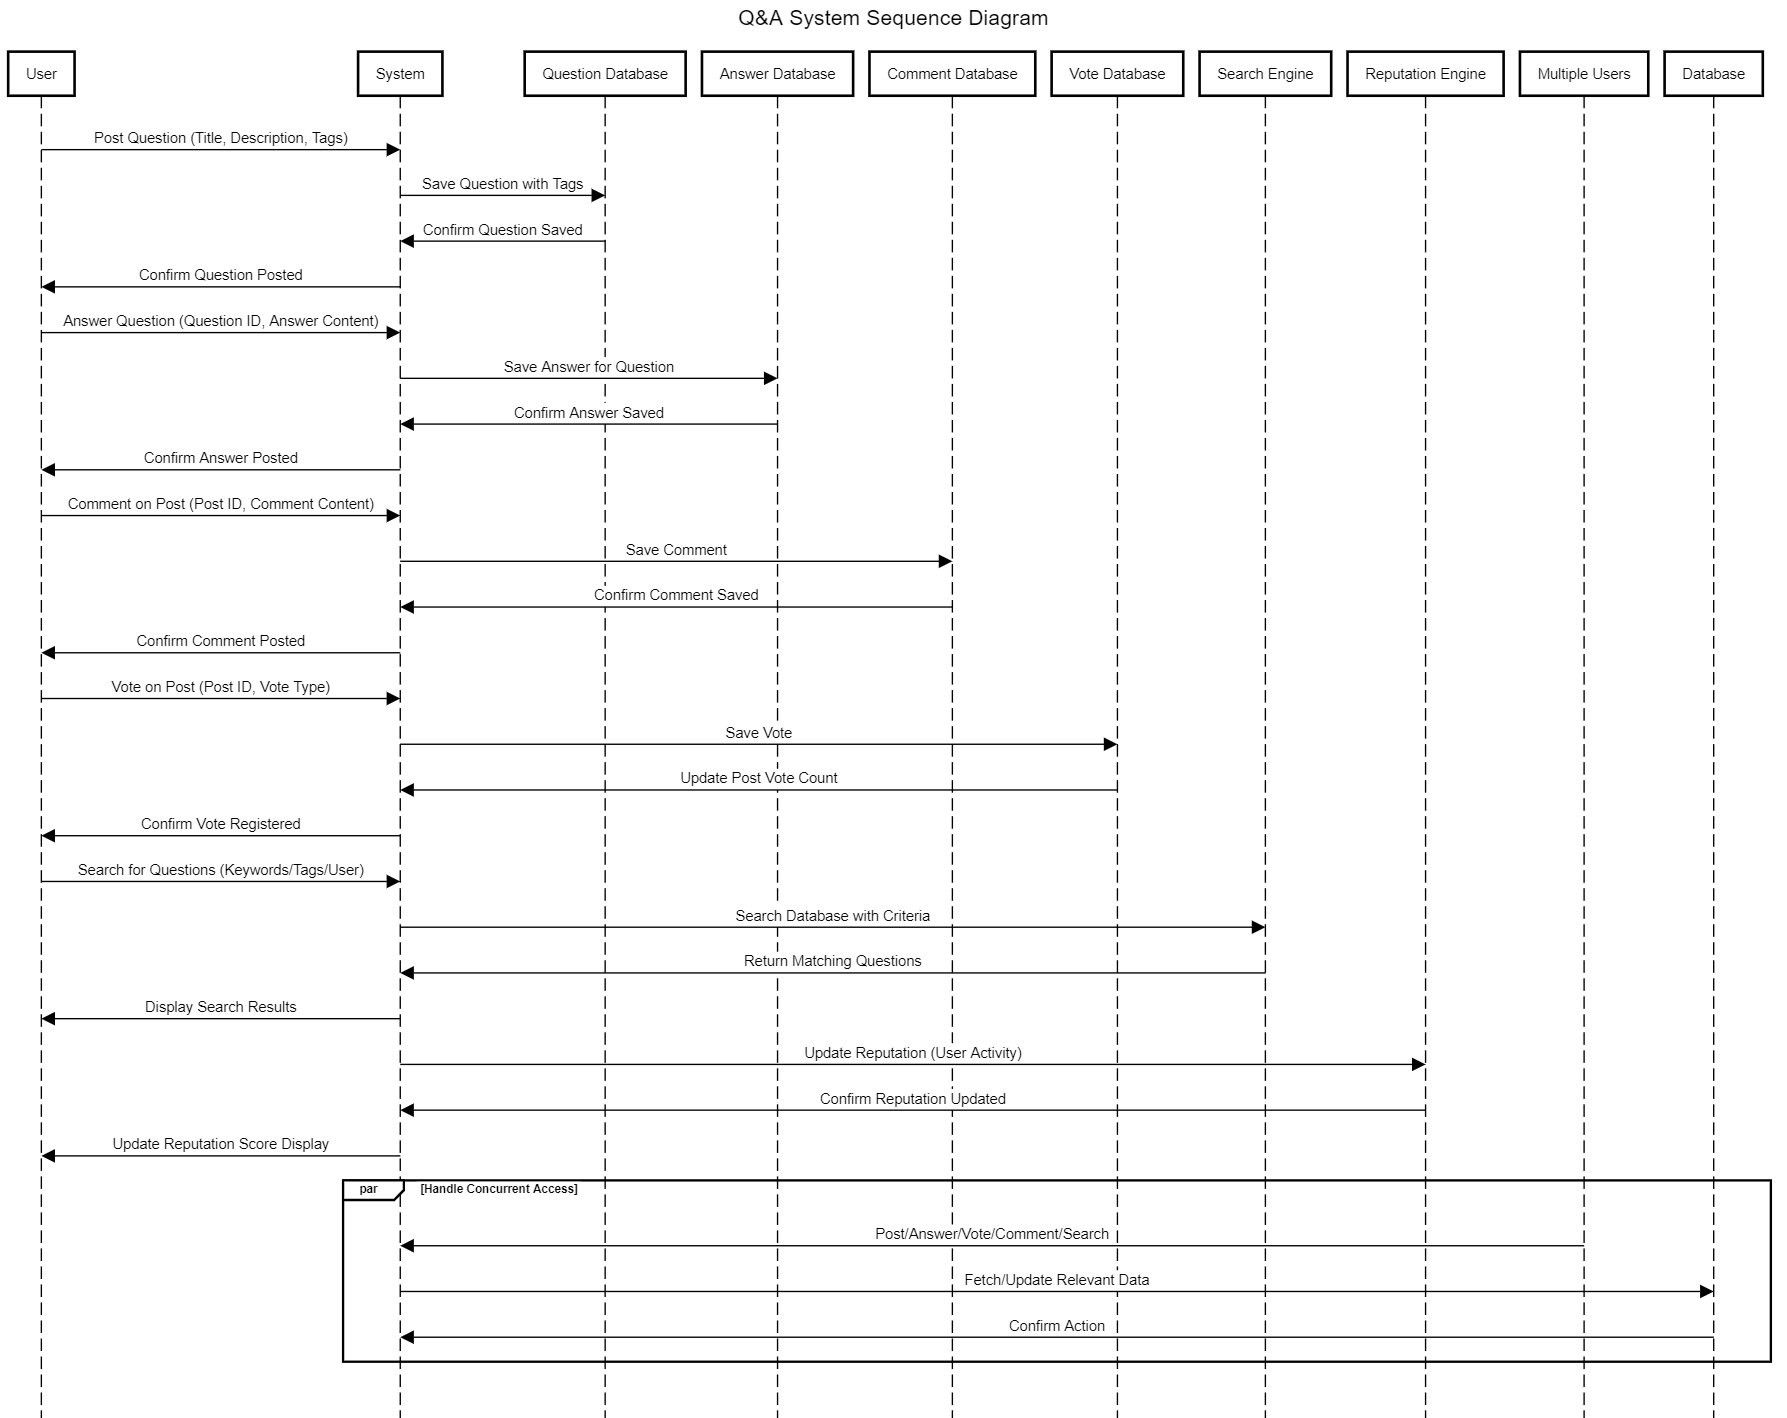 Q&A System Sequence Diagram
User
System
Question Database
Answer Database
Comment Database
Vote Database
Search Engine
Reputation Engine
Multiple Users
Database
Post Question (Title, Description, Tags)
Save Question with Tags
Confirm Question Saved
Confirm Question Posted
Answer Question (Question ID, Answer Content)
Save Answer for Question
Confirm Answer Saved
Confirm Answer Posted
Comment on Post (Post ID, Comment Content)
Save Comment
Confirm Comment Saved
Confirm Comment Posted
Vote on Post (Post ID, Vote Type)
Save Vote
Update Post Vote Count
Confirm Vote Registered
Search for Questions (Keywords/Tags/User)
Search Database with Criteria
Return Matching Questions
Display Search Results
Update Reputation (User Activity)
Confirm Reputation Updated
Update Reputation Score Display
par
[Handle Concurrent Access]
Post/Answer/Vote/Comment/Search
Fetch/Update Relevant Data
Confirm Action